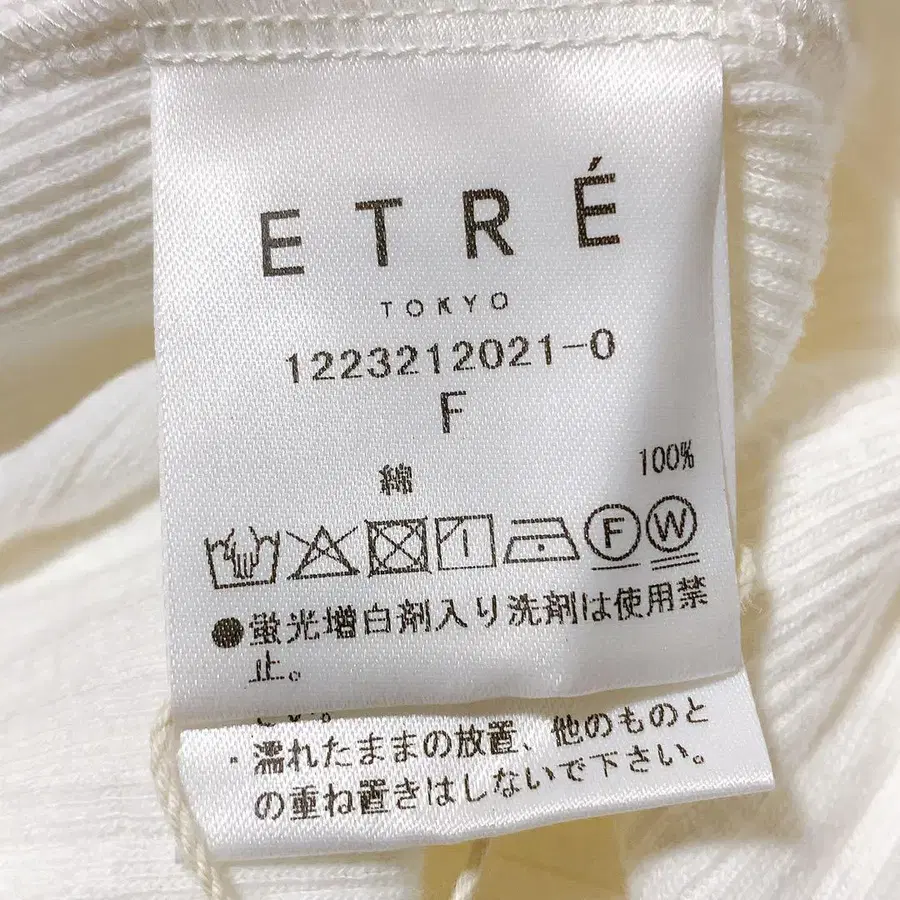 ETRÉ
TOKYO
1223212021-0
F
綿 100%
F W
●蛍光増白剤入り洗剤は使用禁
止。
・濡れたままの放置、他のものと
の重ね置きはしないで下さい。